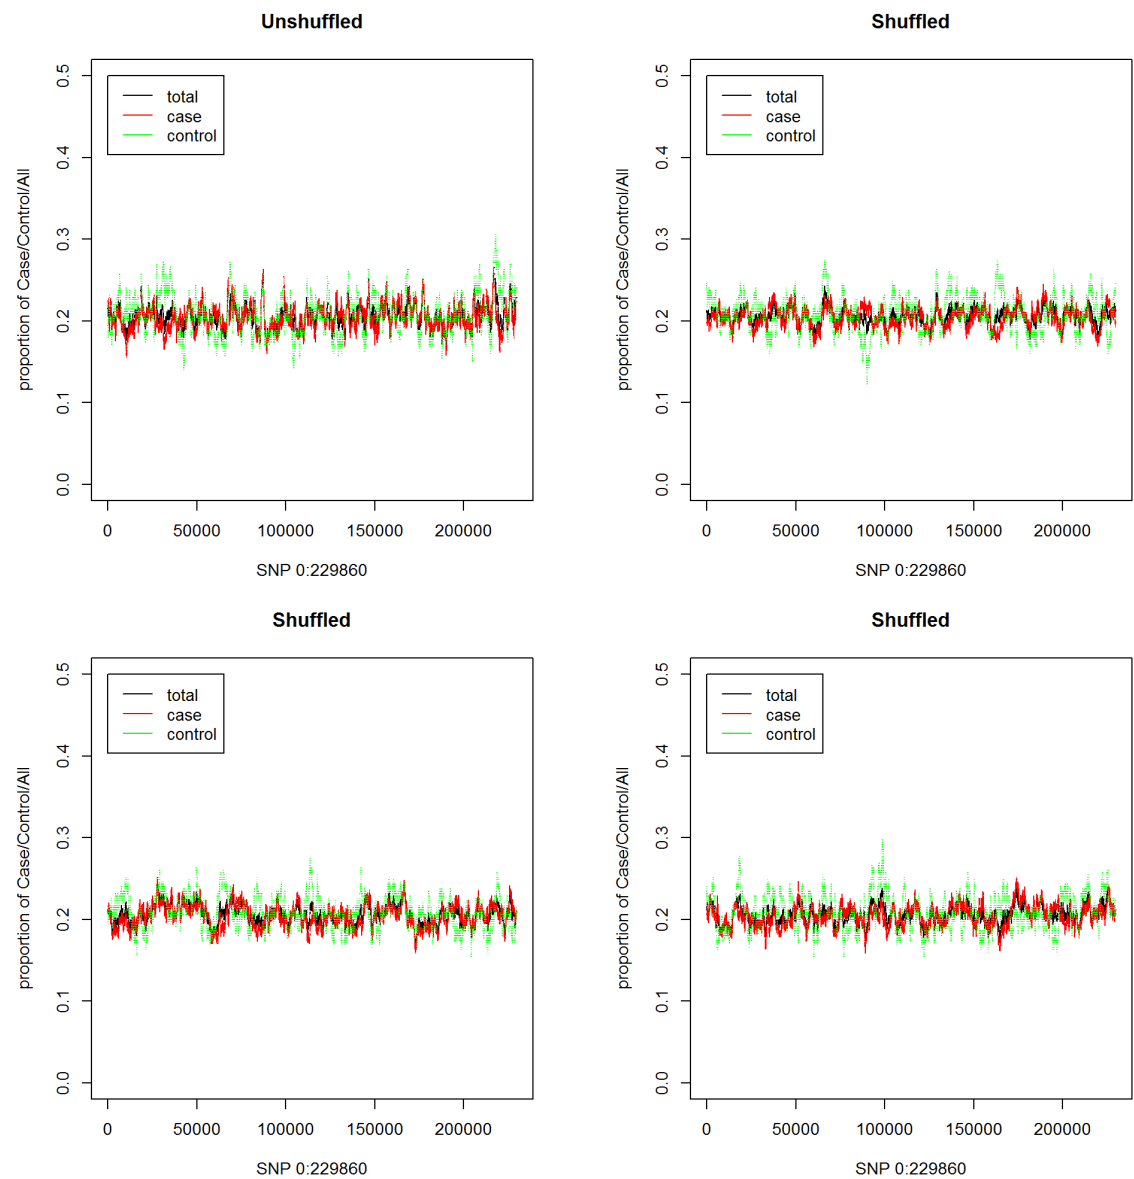 Unshuffled
proportion of Case/Control/All
0.5
0.4
0.3
0.2
0.1
0.0
total
case
control
0 50000 100000 150000 200000
SNP 0:229860
Shuffled
proportion of Case/Control/All
0.5
0.4
0.3
0.2
0.1
0.0
total
case
control
0 50000 100000 150000 200000
SNP 0:229860
Shuffled
proportion of Case/Control/All
0.5
0.4
0.3
0.2
0.1
0.0
total
case
control
0 50000 100000 150000 200000
SNP 0:229860
Shuffled
proportion of Case/Control/All
0.5
0.4
0.3
0.2
0.1
0.0
total
case
control
0 50000 100000 150000 200000
SNP 0:229860